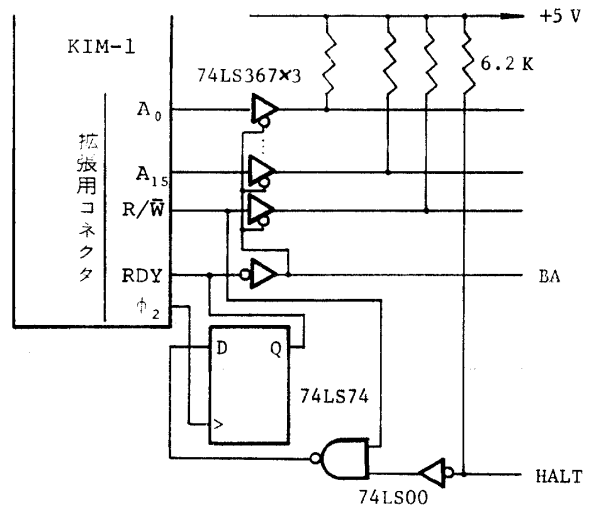 +5 V
KIM-1
6.2 K
74LS367×3
A₀
拡張用コネクタ
A₁₅
R/W̅
RDY
BA
ϕ₂
D
Q
74LS74
>
HALT
74LS00